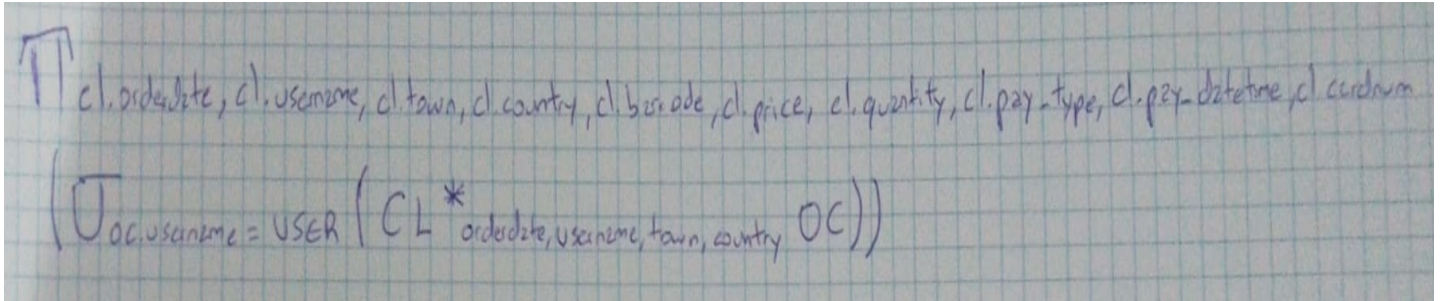 Π cl.orderdate, cl.username, cl.town, cl.country, cl.barcode, cl.price, cl.quantity, cl.pay_type, cl.pay_datetime, cl.cardnum
(σ oc.username = USER (CL * orderdate, username, town, country OC))